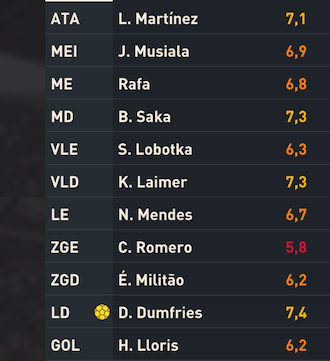 ATA L. Martínez 7,1
MEI J. Musiala 6,9
ME Rafa 6,8
MD B. Saka 7,3
VLE S. Lobotka 6,3
VLD K. Laimer 7,3
LE N. Mendes 6,7
ZGE C. Romero 5,8
ZGD É. Militão 6,2
LD D. Dumfries 7,4
GOL H. Lloris 6,2